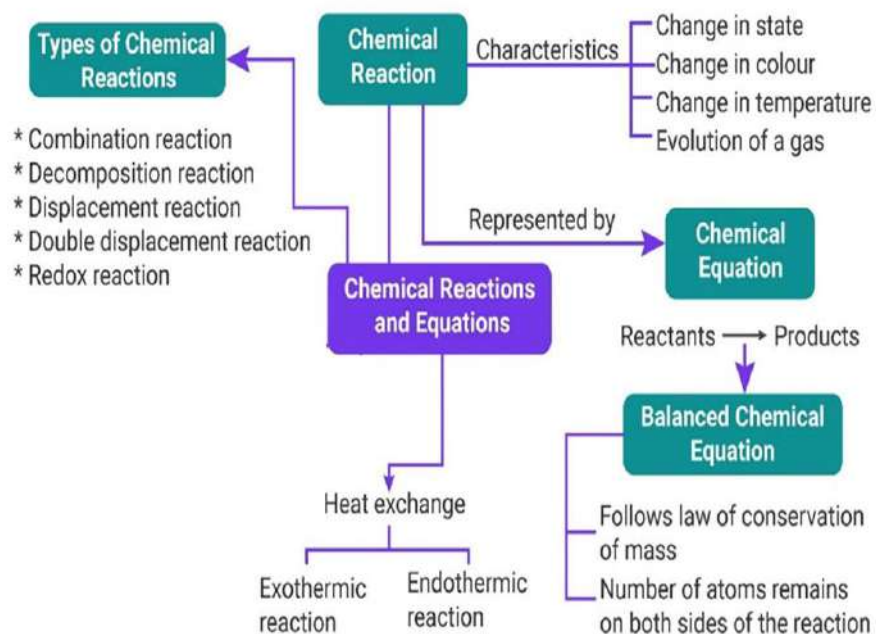 Types of Chemical
Reactions
* Combination reaction
* Decomposition reaction
* Displacement reaction
* Double displacement reaction
* Redox reaction
Chemical
Reaction
Characteristics
Change in state
Change in colour
Change in temperature
Evolution of a gas
Represented by
Chemical
Equation
Reactants
Products
Balanced Chemical
Equation
Follows law of conservation
of mass
Number of atoms remains
on both sides of the reaction
Chemical Reactions
and Equations
Heat exchange
Exothermic
reaction
Endothermic
reaction